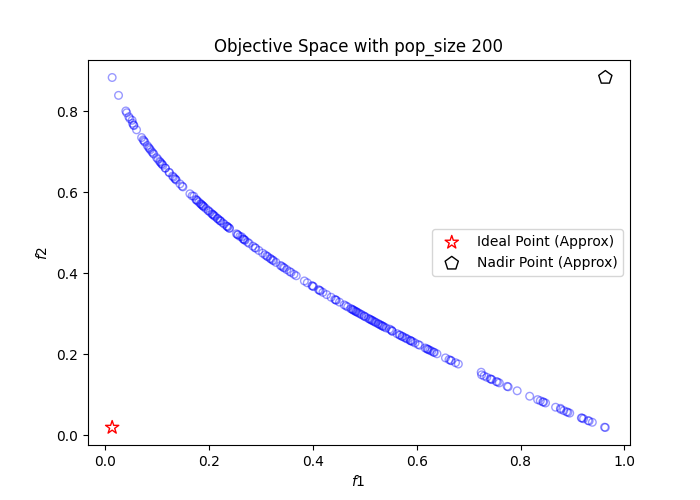 Objective Space with pop_size 200
f2
0.8
0.6
0.4
0.2
0.0
Ideal Point (Approx)
Nadir Point (Approx)
0.0 0.2 0.4 0.6 0.8 1.0
f1